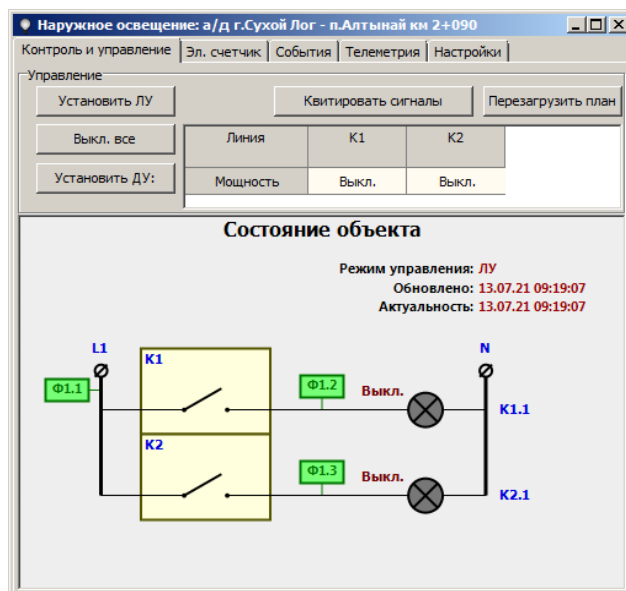 Наружное освещение: а/д г.Сухой Лог - п.Алтынай км 2+090
Контроль и управление Эл. счетчик События Телеметрия Настройки
Управление
Установить ЛУ Квитировать сигналы Перезагрузить план
Выкл. все Линия К1 К2
Установить ДУ: Мощность Выкл. Выкл.
Состояние объекта
Режим управления: ЛУ
Обновлено: 13.07.21 09:19:07
Актуальность: 13.07.21 09:19:07
L1 N
К1
Ф1.1 Ф1.2 Выкл. К1.1
К2
Ф1.3 Выкл. К2.1